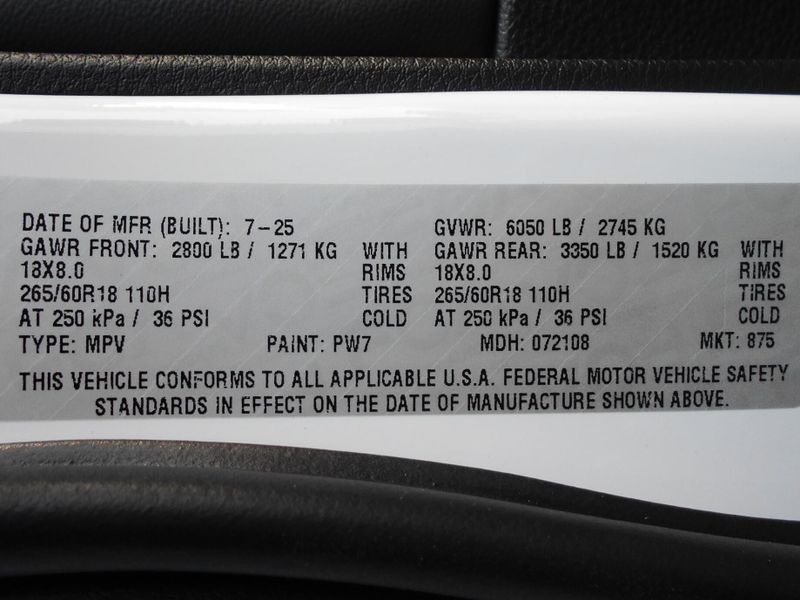 DATE OF MFR (BUILT): 7-25 GVWR: 6050 LB / 2745 KG
GAWR FRONT: 2800 LB / 1271 KG WITH GAWR REAR: 3350 LB / 1520 KG WITH
18X8.0 RIMS 18X8.0 RIMS
265/60R18 110H TIRES 265/60R18 110H TIRES
AT 250 kPa / 36 PSI COLD AT 250 kPa / 36 PSI COLD
TYPE: MPV PAINT: PW7 MDH: 072108 MKT: 875
THIS VEHICLE CONFORMS TO ALL APPLICABLE U.S.A. FEDERAL MOTOR VEHICLE SAFETY
STANDARDS IN EFFECT ON THE DATE OF MANUFACTURE SHOWN ABOVE.